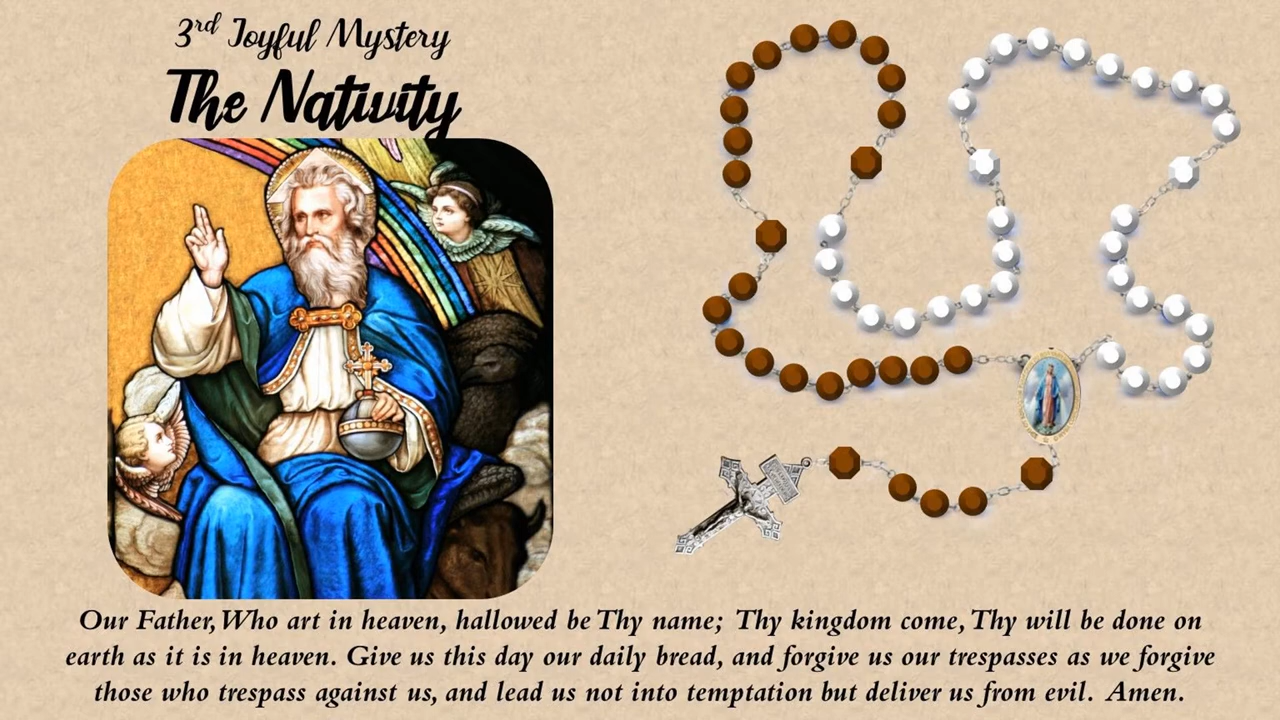 3rd Joyful Mystery
The Nativity
Our Father, Who art in heaven, hallowed be Thy name; Thy kingdom come, Thy will be done on
earth as it is in heaven. Give us this day our daily bread, and forgive us our trespasses as we forgive
those who trespass against us, and lead us not into temptation but deliver us from evil. Amen.